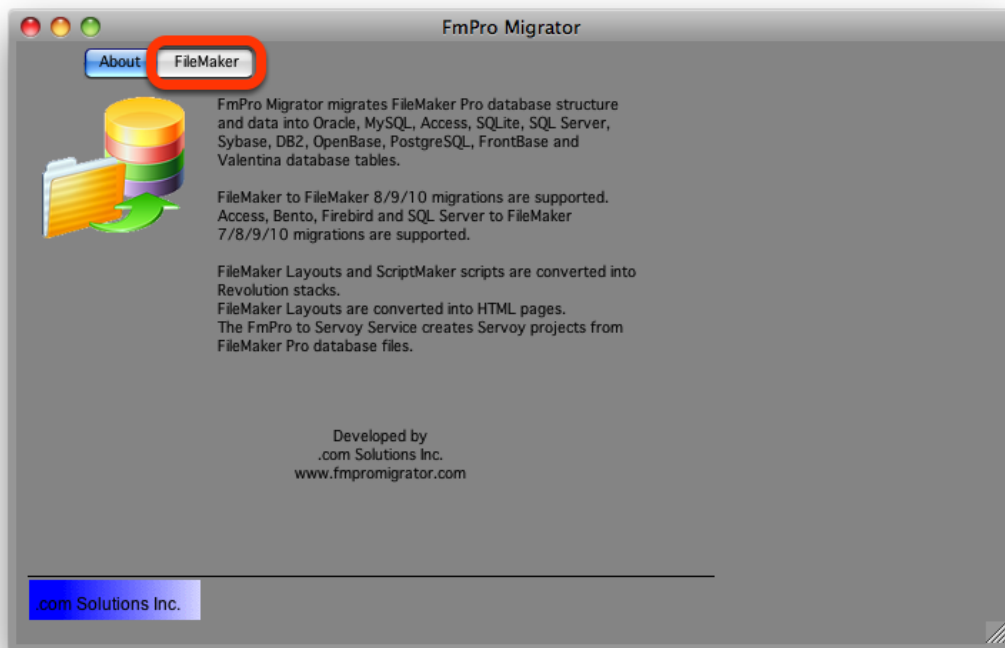 FmPro Migrator
About
FileMaker
FmPro Migrator migrates FileMaker Pro database structure
and data into Oracle, MySQL, Access, SQLite, SQL Server,
Sybase, DB2, OpenBase, PostgreSQL, FrontBase and
Valentina database tables.
FileMaker to FileMaker 8/9/10 migrations are supported.
Access, Bento, Firebird and SQL Server to FileMaker
7/8/9/10 migrations are supported.
FileMaker Layouts and ScriptMaker scripts are converted into
Revolution stacks.
FileMaker Layouts are converted into HTML pages.
The FmPro to Servoy Service creates Servoy projects from
FileMaker Pro database files.
Developed by
.com Solutions Inc.
www.fmpromigrator.com
.com Solutions Inc.